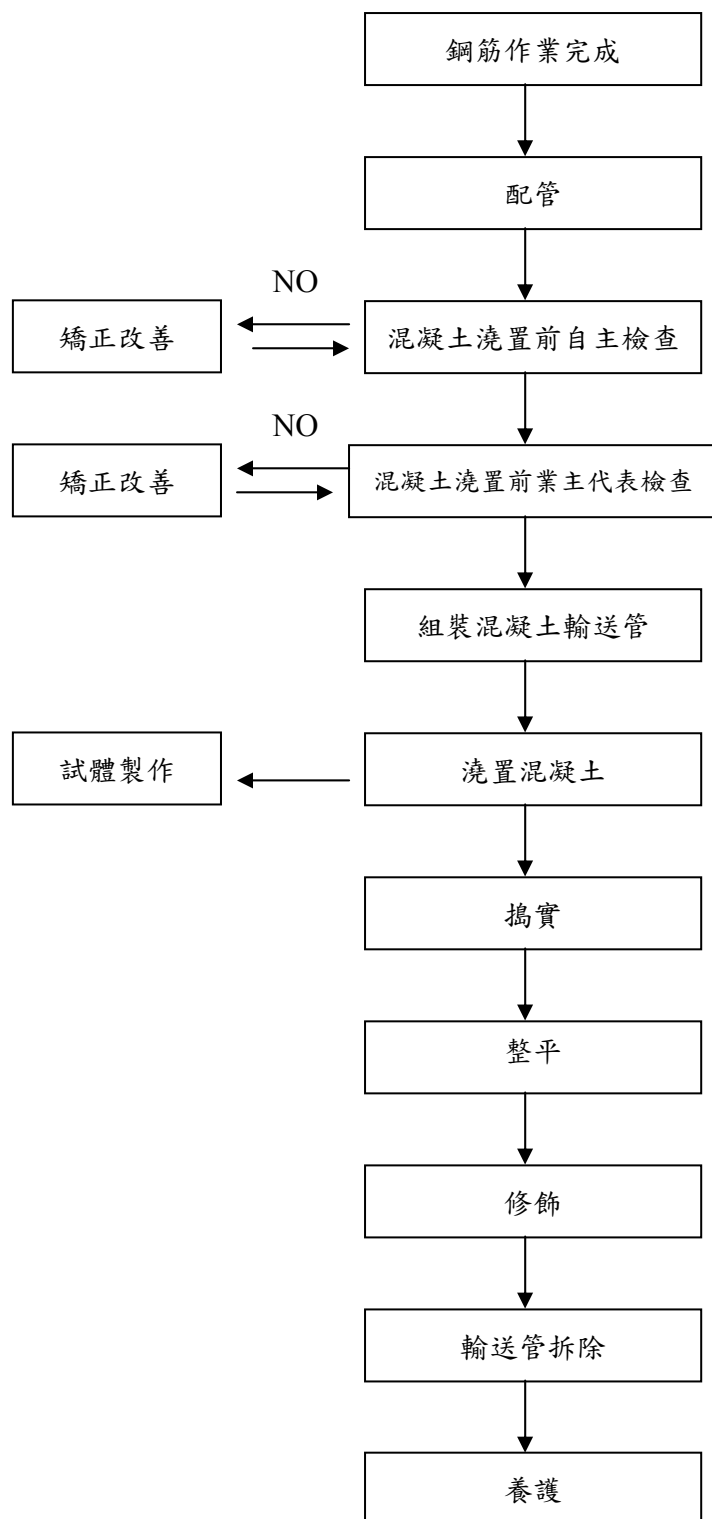 鋼筋作業完成
配管
NO
矯正改善
混凝土澆置前自主檢查
NO
矯正改善
混凝土澆置前業主代表檢查
組裝混凝土輸送管
試體製作
澆置混凝土
搗實
整平
修飾
輸送管拆除
養護